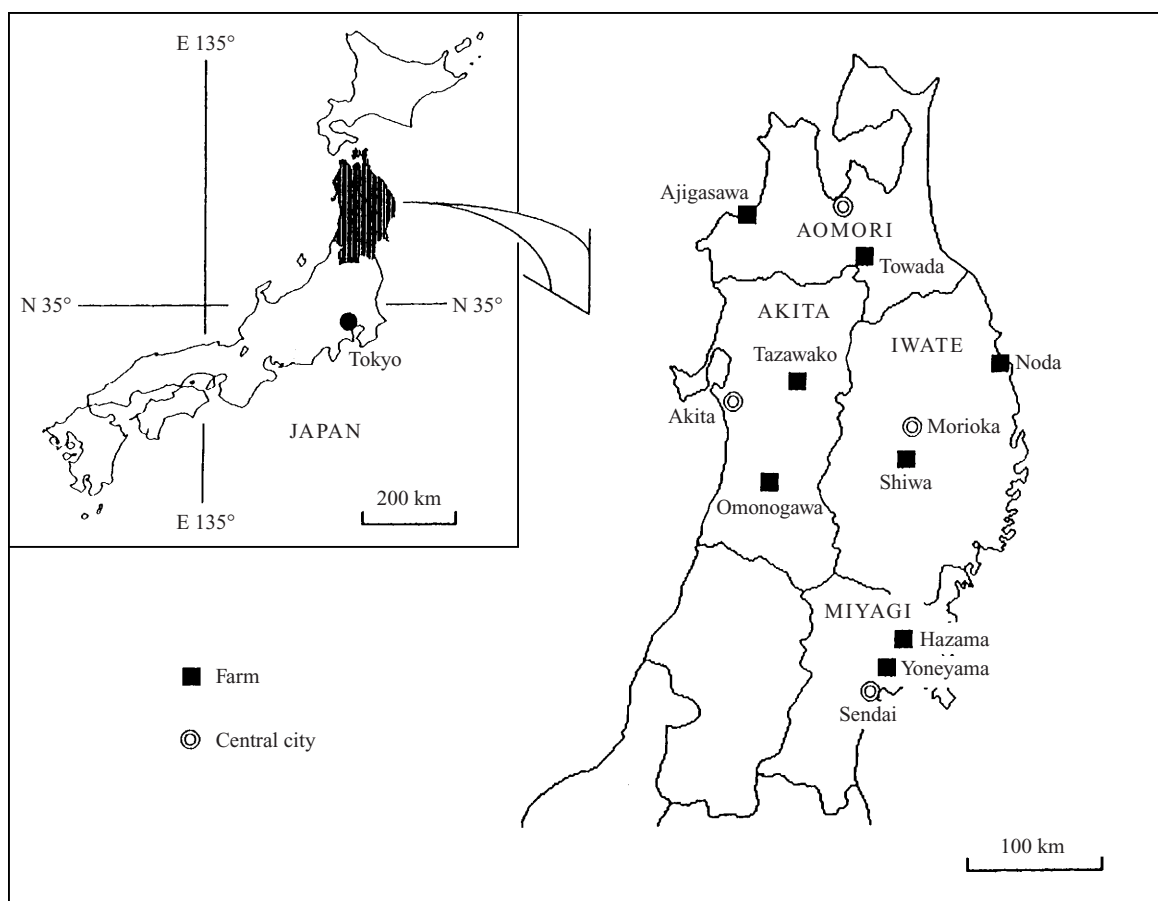 E 135°
N 35°
N 35°
Tokyo
JAPAN
200 km
E 135°
Farm
Central city
Ajigasawa
AOMORI
Towada
AKITA
IWATE
Tazawako
Noda
Akita
Morioka
Shiwa
Omonogawa
MIYAGI
Hazama
Yoneyama
Sendai
100 km